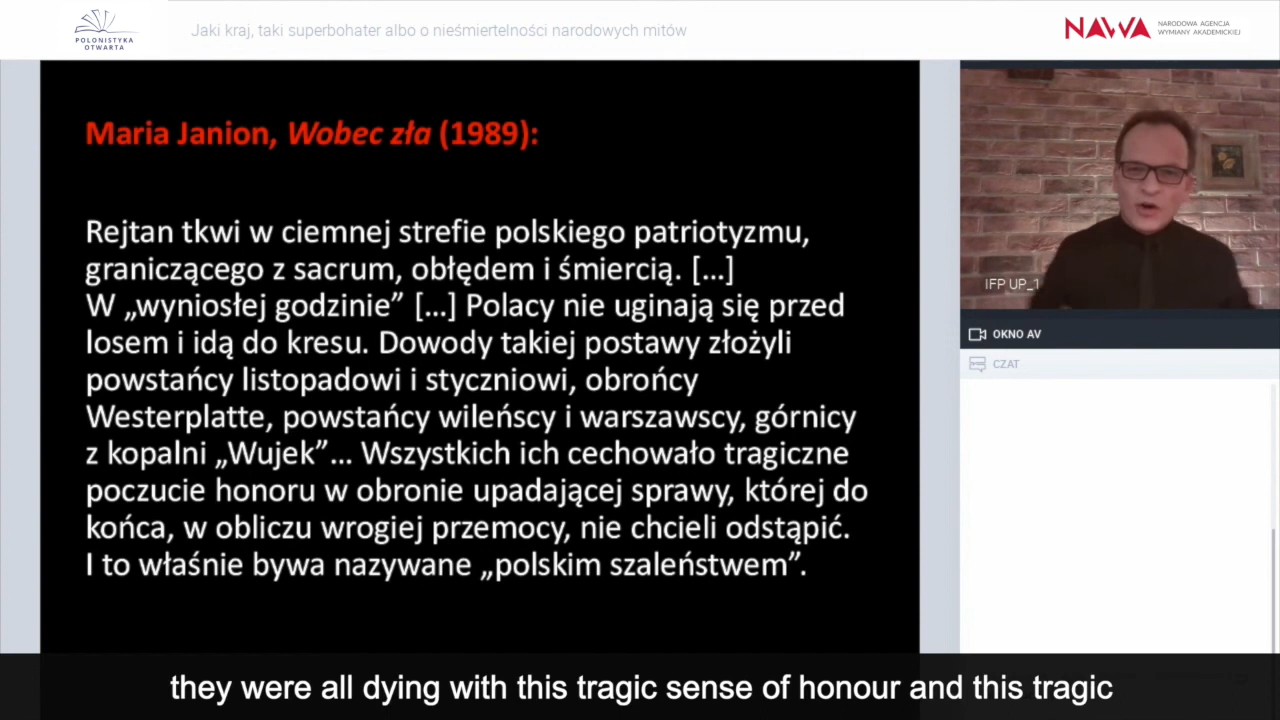 POLONISTYKA
OTWARTA
Jaki kraj, taki superbohater albo o nieśmiertelności narodowych mitów
NAWA
NARODOWA AGENCJA
WYMIANY AKADEMICKIEJ
Maria Janion, Wobec zła (1989):
Rejtan tkwi w ciemnej strefie polskiego patriotyzmu,
graniczącego z sacrum, obłędem i śmiercią. [...]
W „wyniosłej godzinie” [...] Polacy nie uginają się przed
losem i idą do kresu. Dowody takiej postawy złożyli
powstańcy listopadowi i styczniowi, obrońcy
Westerplatte, powstańcy wileńscy i warszawscy, górnicy
z kopalni „Wujek”... Wszystkich ich cechowało tragiczne
poczucie honoru w obronie upadającej sprawy, której do
końca, w obliczu wrogiej przemocy, nie chcieli odstąpić.
I to właśnie bywa nazywane „polskim szaleństwem”.
IFP UP_1
OKNO AV
CZAT
they were all dying with this tragic sense of honour and this tragic